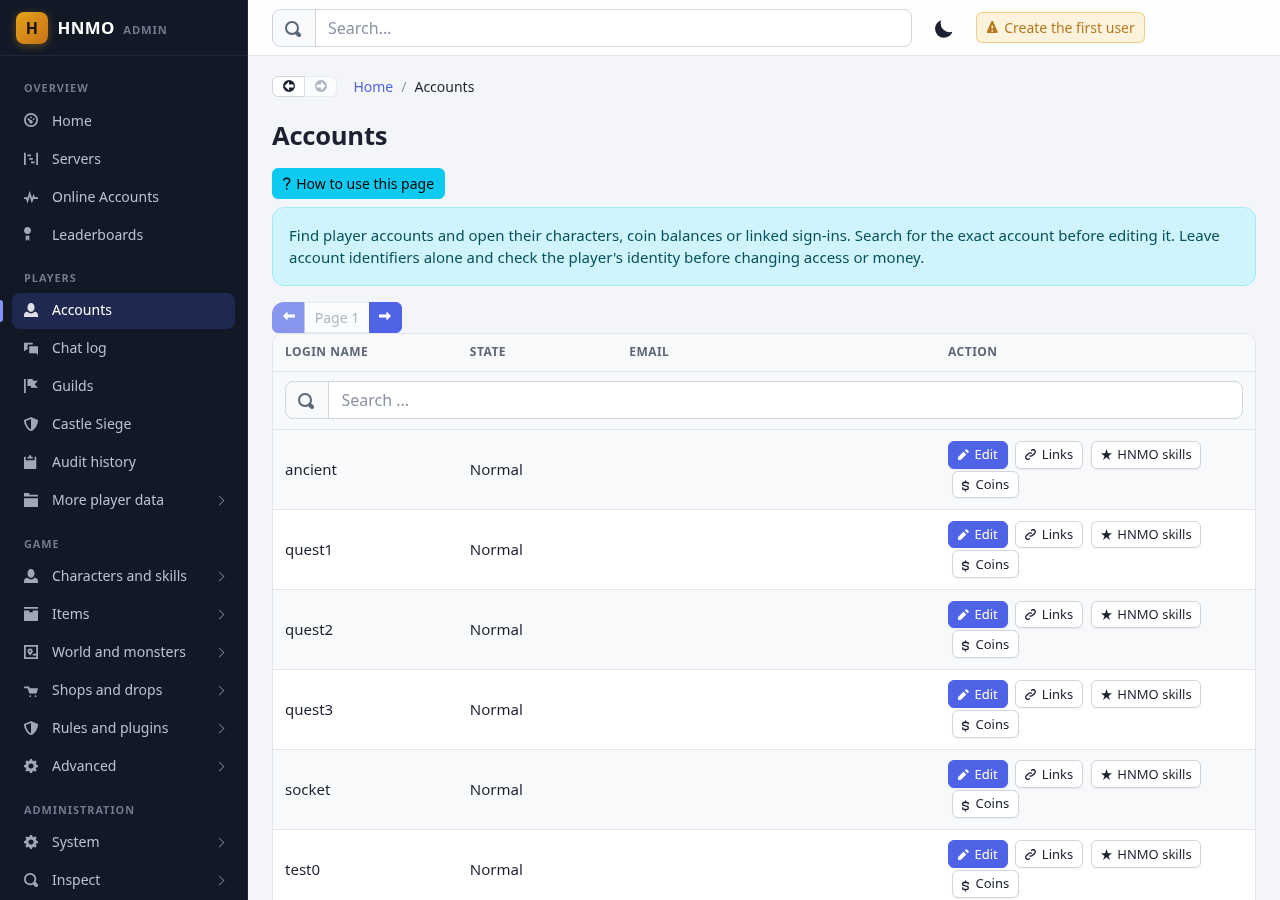 H HNMO ADMIN
OVERVIEW
Home
Servers
Online Accounts
Leaderboards
PLAYERS
Accounts
Chat log
Guilds
Castle Siege
Audit history
More player data
GAME
Characters and skills
Items
World and monsters
Shops and drops
Rules and plugins
Advanced
ADMINISTRATION
System
Inspect
Search...
Create the first user
Home / Accounts
Accounts
? How to use this page
Find player accounts and open their characters, coin balances or linked sign-ins. Search for the exact account before editing it. Leave
account identifiers alone and check the player's identity before changing access or money.
Page 1
LOGIN NAME STATE EMAIL ACTION
Search ...
ancient Normal Edit Links HNMO skills
$ Coins
quest1 Normal Edit Links HNMO skills
$ Coins
quest2 Normal Edit Links HNMO skills
$ Coins
quest3 Normal Edit Links HNMO skills
$ Coins
socket Normal Edit Links HNMO skills
$ Coins
test0 Normal Edit Links HNMO skills
$ Coins